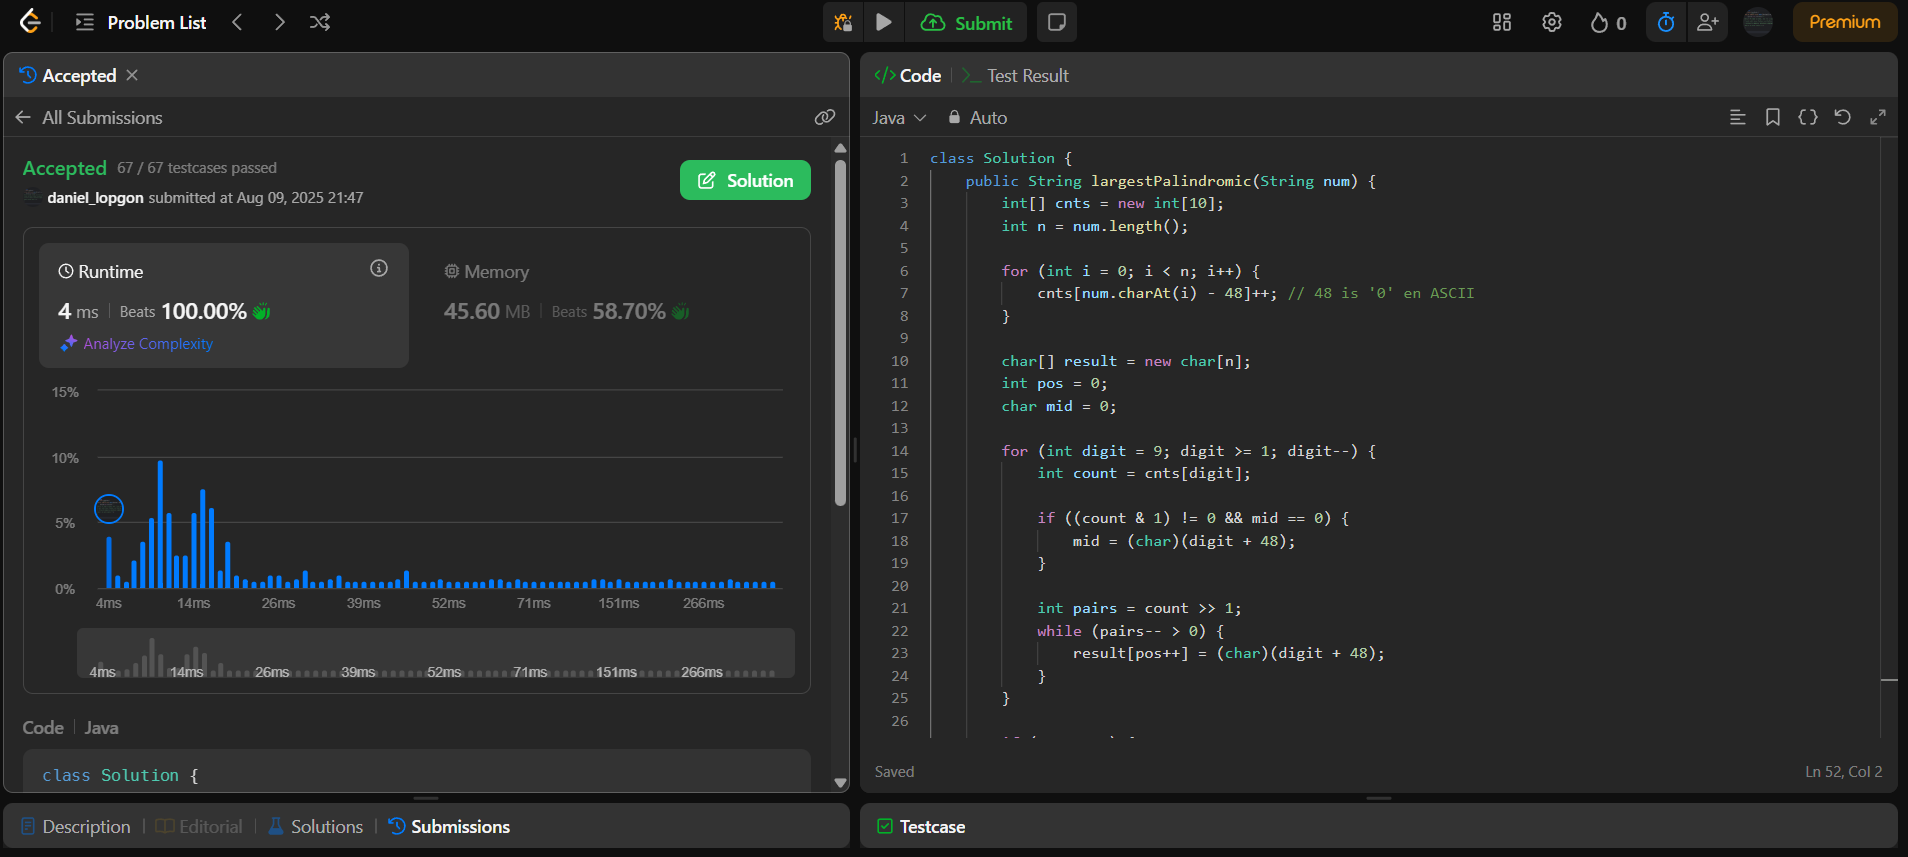 Problem List
Submit
0
Premium
Accepted
All Submissions
Accepted 67 / 67 testcases passed
daniel_lopgon submitted at Aug 09, 2025 21:47
Solution
Runtime
4 ms | Beats 100.00%
Analyze Complexity
Memory
45.60 MB | Beats 58.70%
15%
10%
5%
0%
4ms 14ms 26ms 39ms 52ms 71ms 151ms 266ms
4ms 14ms 26ms 39ms 52ms 71ms 151ms 266ms
Code | Java
class Solution {
Description | Editorial | Solutions | Submissions
</> Code | >_ Test Result
Java Auto
1 class Solution {
2 public String largestPalindromic(String num) {
3 int[] cnts = new int[10];
4 int n = num.length();
5
6 for (int i = 0; i < n; i++) {
7 cnts[num.charAt(i) - 48]++; // 48 is '0' en ASCII
8 }
9
10 char[] result = new char[n];
11 int pos = 0;
12 char mid = 0;
13
14 for (int digit = 9; digit >= 1; digit--) {
15 int count = cnts[digit];
16
17 if ((count & 1) != 0 && mid == 0) {
18 mid = (char)(digit + 48);
19 }
20
21 int pairs = count >> 1;
22 while (pairs-- > 0) {
23 result[pos++] = (char)(digit + 48);
24 }
25 }
26
Saved
Ln 52, Col 2
Testcase